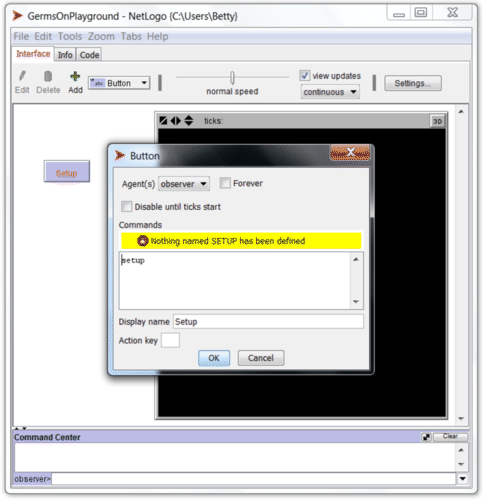 GermsOnPlayground - NetLogo {C:\Users\Betty}
File Edit Tools Zoom Tabs Help
Interface Info Code
Edit Delete Add
abc Button
normal speed
view updates
continuous
Settings...
ticks:
3D
Setup
Button
Agent(s) observer Forever
Disable until ticks start
Commands
Nothing named SETUP has been defined
setup
Display name Setup
Action key
OK Cancel
Command Center
Clear
observer>